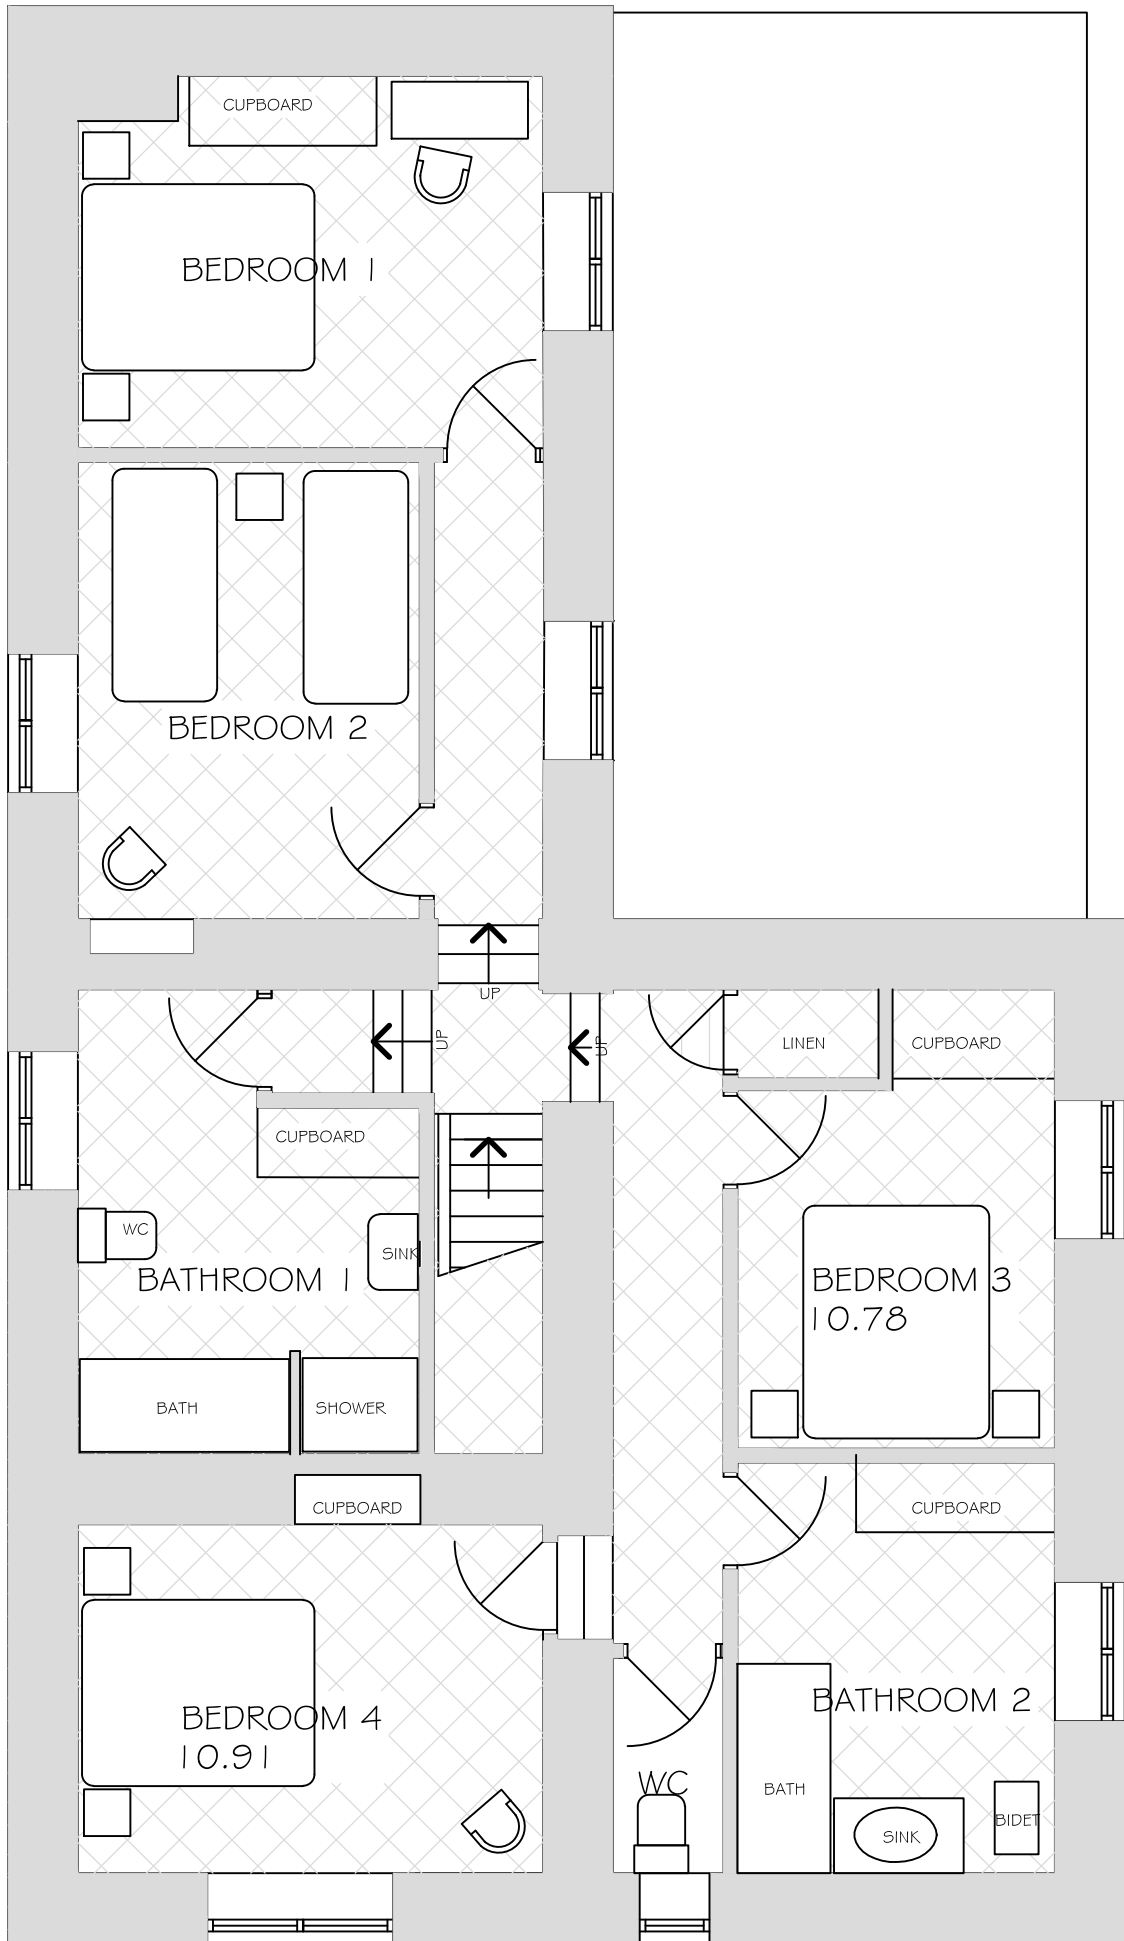 CUPBOARD
BEDROOM 1
BEDROOM 2
UP
UP
UP
LINEN
CUPBOARD
CUPBOARD
WC
SINK
BATHROOM 1
BEDROOM 3
10.78
BATH
SHOWER
CUPBOARD
CUPBOARD
BEDROOM 4
10.91
BATHROOM 2
WC
BATH
BIDET
SINK